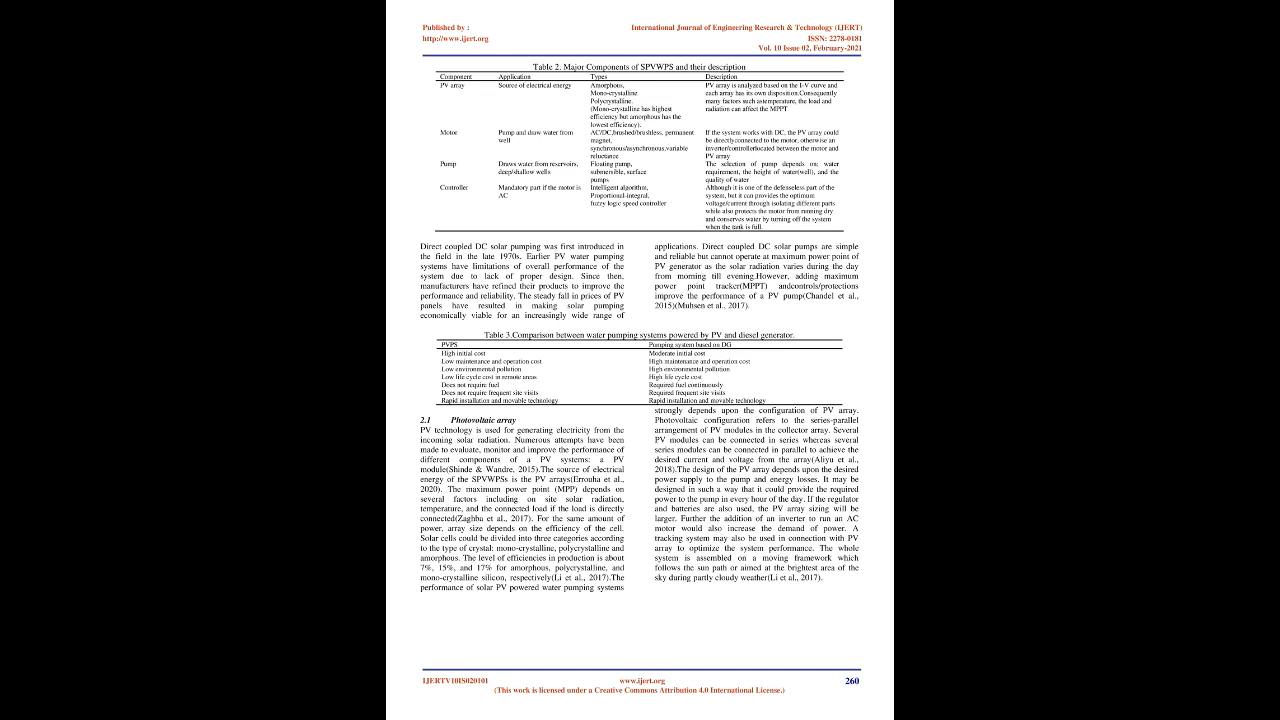 Published by :
http://www.ijert.org
International Journal of Engineering Research & Technology (IJERT)
ISSN: 2278-0181
Vol. 10 Issue 02, February-2021
Table 2. Major Components of SPVWPS and their description
Component Application Types Description
PV array Source of electrical energy Amorphous, PV array is analyzed based on the I-V curve and
Mono-crystalline each array has its own disposition.Consequently
Polycrystalline. many factors such astemperature, the load and
(Mono-crystalline has highest radiation can affect the MPPT
efficiency but amorphous has the
lowest efficiency).
Motor Pump and draw water from AC/DC,brushed/brushless, permanent If the system works with DC, the PV array could
well magnet, be directlyconnected to the motor, otherwise an
synchronous/asynchronous,variable inverter/controllerlocated between the motor and
reluctance PV array
Pump Draws water from reservoirs, Floating pump, The selection of pump depends on; water
deep/shallow wells submersible, surface requirement, the height of water(well), and the
pumps quality of water
Controller Mandatory part if the motor is Intelligent algorithm, Although it is one of the defenseless part of the
AC Proportional-integral, system, but it can provides the optimum
fuzzy logic speed controller voltage/current through isolating different parts
while also protects the motor from running dry
and conserves water by turning off the system
when the tank is full.
Direct coupled DC solar pumping was first introduced in
the field in the late 1970s. Earlier PV water pumping
systems have limitations of overall performance of the
system due to lack of proper design. Since then,
manufacturers have refined their products to improve the
performance and reliability. The steady fall in prices of PV
panels have resulted in making solar pumping
economically viable for an increasingly wide range of
applications. Direct coupled DC solar pumps are simple
and reliable but cannot operate at maximum power point of
PV generator as the solar radiation varies during the day
from morning till evening.However, adding maximum
power point tracker(MPPT) andcontrols/protections
improve the performance of a PV pump(Chandel et al.,
2015)(Muhsen et al., 2017).
Table 3.Comparison between water pumping systems powered by PV and diesel generator.
PVPS Pumping system based on DG
High initial cost Moderate initial cost
Low maintenance and operation cost High maintenance and operation cost
Low environmental pollution High environmental pollution
Low life cycle cost in remote areas High life cycle cost
Does not require fuel Required fuel continuously
Does not require frequent site visits Required frequent site visits
Rapid installation and movable technology Rapid installation and movable technology
2.1 Photovoltaic array
PV technology is used for generating electricity from the
incoming solar radiation. Numerous attempts have been
made to evaluate, monitor and improve the performance of
different components of a PV systems: a PV
module(Shinde & Wandre, 2015).The source of electrical
energy of the SPVWPSs is the PV arrays(Errouha et al.,
2020). The maximum power point (MPP) depends on
several factors including on site solar radiation,
temperature, and the connected load if the load is directly
connected(Zaghba et al., 2017). For the same amount of
power, array size depends on the efficiency of the cell.
Solar cells could be divided into three categories according
to the type of crystal: mono-crystalline, polycrystalline and
amorphous. The level of efficiencies in production is about
7%, 15%, and 17% for amorphous, polycrystalline, and
mono-crystalline silicon, respectively(Li et al., 2017).The
performance of solar PV powered water pumping systems
strongly depends upon the configuration of PV array.
Photovoltaic configuration refers to the series-parallel
arrangement of PV modules in the collector array. Several
PV modules can be connected in series whereas several
series modules can be connected in parallel to achieve the
desired current and voltage from the array(Aliyu et al.,
2018).The design of the PV array depends upon the desired
power supply to the pump and energy losses. It may be
designed in such a way that it could provide the required
power to the pump in every hour of the day. If the regulator
and batteries are also used, the PV array sizing will be
larger. Further the addition of an inverter to run an AC
motor would also increase the demand of power. A
tracking system may also be used in connection with PV
array to optimize the system performance. The whole
system is assembled on a moving framework which
follows the sun path or aimed at the brightest area of the
sky during partly cloudy weather(Li et al., 2017).
IJERTV10IS020101
www.ijert.org
260
(This work is licensed under a Creative Commons Attribution 4.0 International License.)